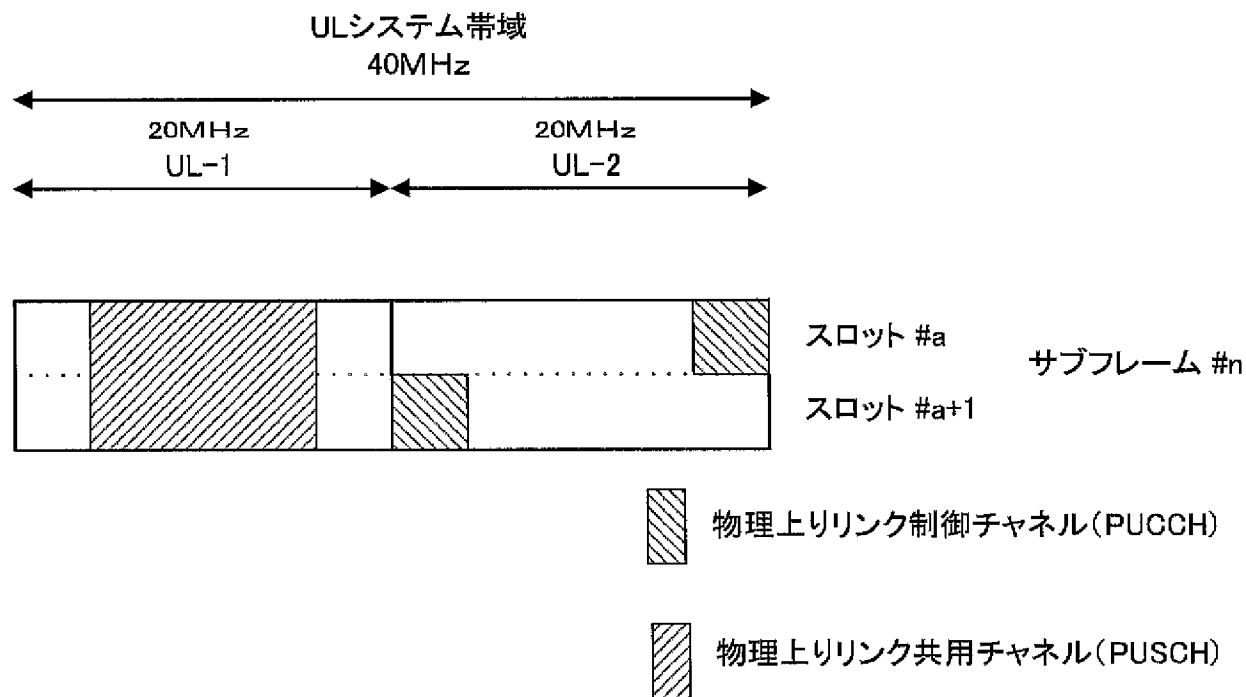 ULシステム帯域
40MHz
20MHz 20MHz
UL-1 UL-2
スロット #a
サブフレーム #n
スロット #a+1
物理上りリンク制御チャネル(PUCCH)
物理上りリンク共用チャネル(PUSCH)